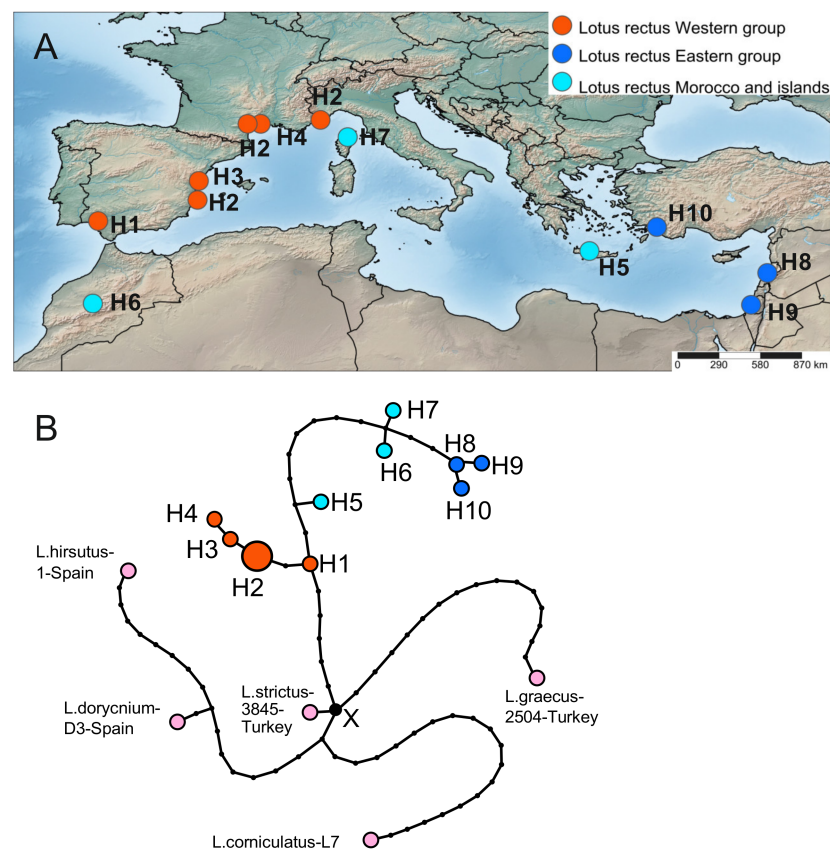 A
Lotus rectus Western group
Lotus rectus Eastern group
Lotus rectus Morocco and islands
H2
H4
H2
H7
H3
H2
H1
H10
H5
H8
H6
H9
0 290 580 870 km
B
H7
H8
H9
H6
H10
H5
H4
H3
H2
H1
L.hirsutus-
1-Spain
L.dorycnium-
D3-Spain
L.strictus-
3845-
Turkey
X
L.graecus-
2504-Turkey
L.corniculatus-L7